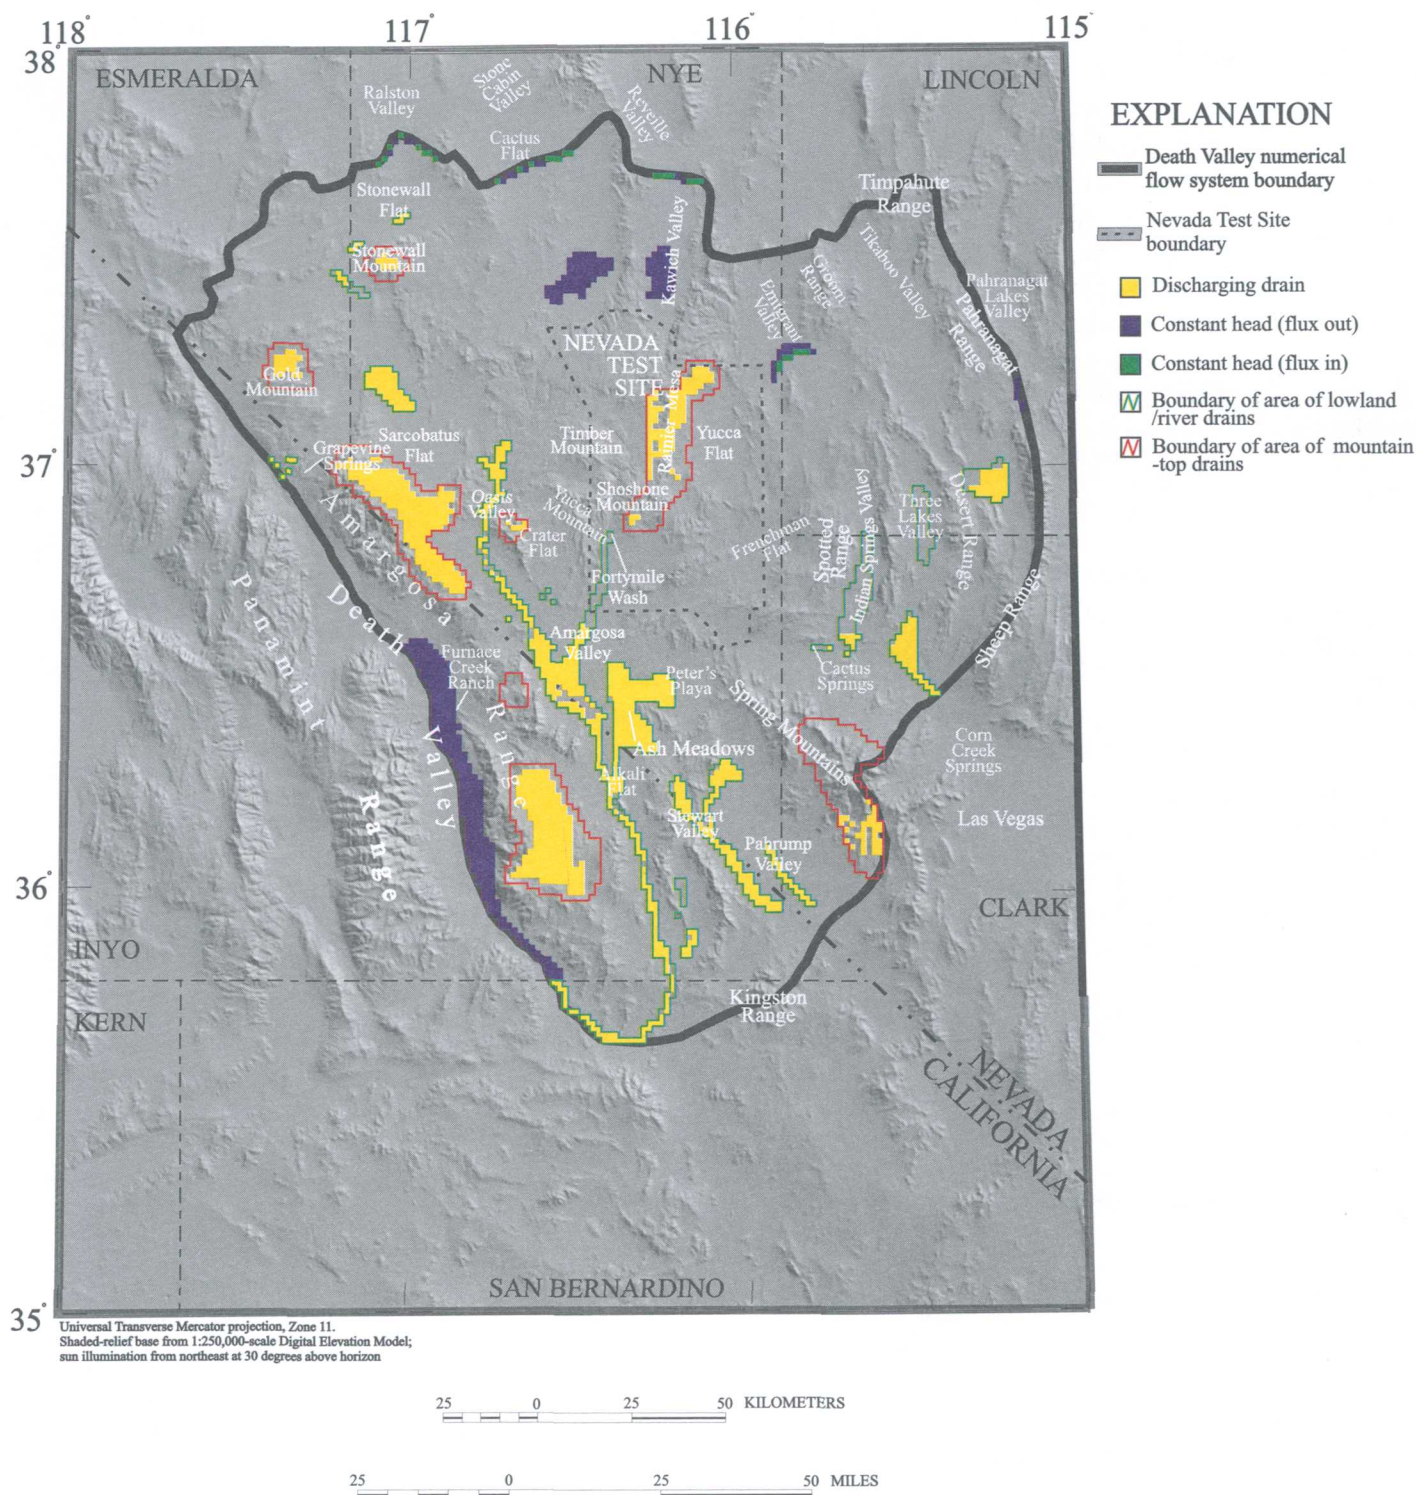 118°
117°
116°
115°
38°
37°
36°
35°
ESMERALDA
NYE
LINCOLN
Ralston
Valley
Stone
Cabin
Valley
Reveille
Valley
Cactus
Flat
Stonewall
Flat
Timpahute
Range
Stonewall
Mountain
Kawich Valley
Groom
Range
Tikaboo Valley
Emigrant
Valley
Pahranagat
Lakes
Valley
Pahranagat
Range
NEVADA
TEST
SITE
Gold
Mountain
Rainier Mesa
Timber
Mountain
Yucca
Flat
Sarcobatus
Flat
Grapevine
Springs
Oasis
Valley
Yucca
Mountain
Shoshone
Mountain
Crater
Flat
Frenchman
Flat
Spotted
Range
Indian Springs Valley
Three
Lakes
Valley
Desert Range
Fortymile
Wash
Amargosa
Death Valley
Panamint Range
Range
Furnace
Creek
Ranch
Amargosa
Valley
Peter's
Playa
Cactus
Springs
Sheep Range
Spring Mountains
Ash Meadows
Corn
Creek
Springs
Alkali
Flat
Las Vegas
Stewart
Valley
Pahrump
Valley
CLARK
INYO
KERN
Kingston
Range
NEVADA
CALIFORNIA
SAN BERNARDINO
EXPLANATION
Death Valley numerical
flow system boundary
Nevada Test Site
boundary
Discharging drain
Constant head (flux out)
Constant head (flux in)
Boundary of area of lowland
/river drains
Boundary of area of mountain
-top drains
Universal Transverse Mercator projection, Zone 11.
Shaded-relief base from 1:250,000-scale Digital Elevation Model;
sun illumination from northeast at 30 degrees above horizon
25 0 25 50 KILOMETERS
25 0 25 50 MILES